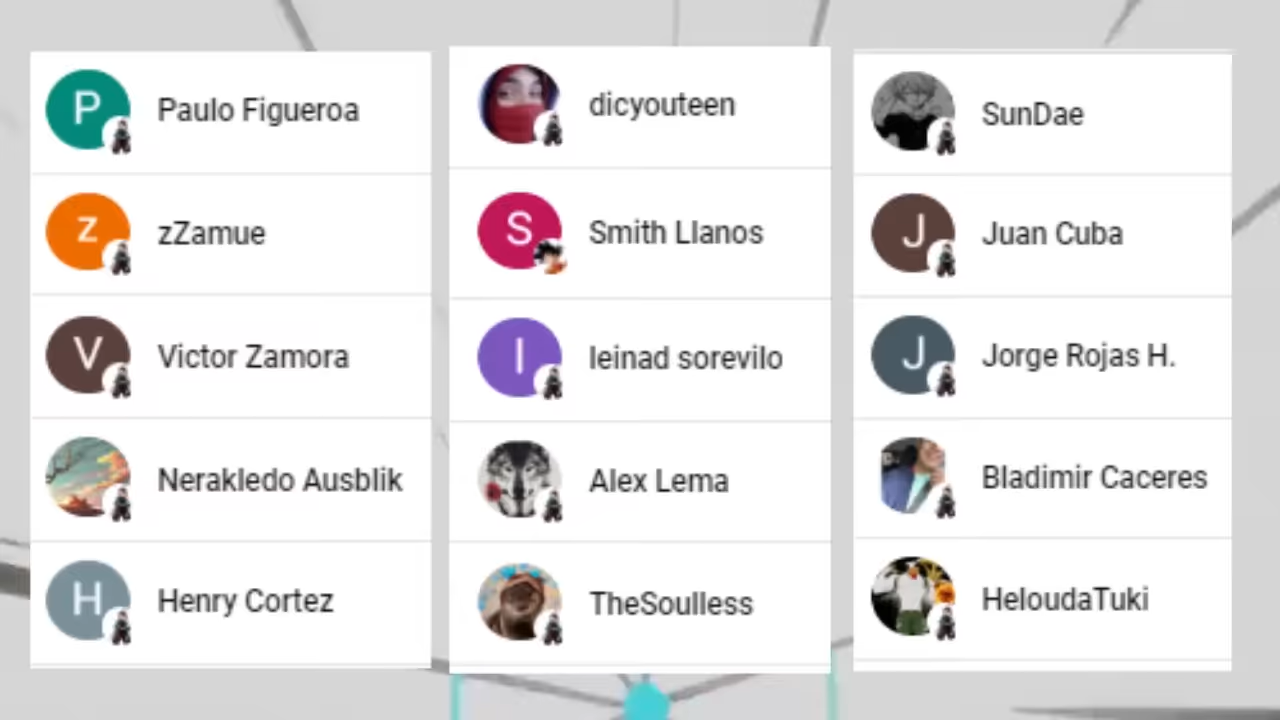 P Paulo Figueroa
z zZamue
V Victor Zamora
Nerakledo Ausblik
H Henry Cortez
dicyouteen
S Smith Llanos
l leinad sorevilo
Alex Lema
TheSoulless
SunDae
J Juan Cuba
J Jorge Rojas H.
Bladimir Caceres
HeloudaTuki